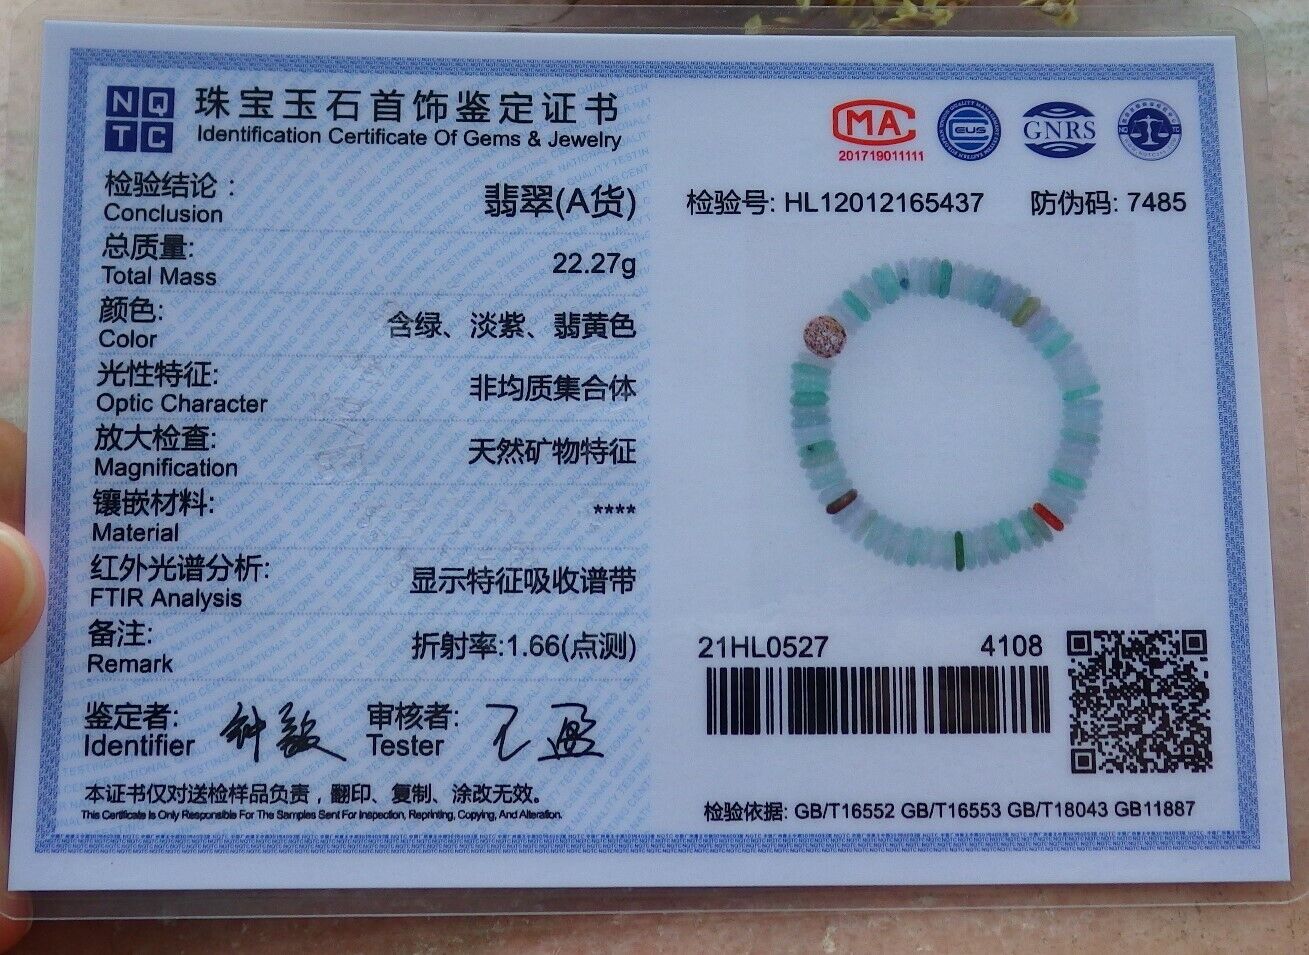 NQ
TC
珠宝玉石首饰鉴定证书
Identification Certificate Of Gems & Jewelry
检验结论：
Conclusion
翡翠(A货)
总质量:
Total Mass
22.27g
颜色:
Color
含绿、淡紫、翡黄色
光性特征:
Optic Character
非均质集合体
放大检查:
Magnification
天然矿物特征
镶嵌材料:
Material
****
红外光谱分析:
FTIR Analysis
显示特征吸收谱带
备注:
Remark
折射率:1.66(点测)
鉴定者:
Identifier
审核者:
Tester
本证书仅对送检样品负责，翻印、复制、涂改无效。
This Certificate Is Only Responsible For The Samples Sent For Inspection, Reprinting, Copying, And Alteration.
MA
201719011111
EUS
GNRS
检验号: HL12012165437 防伪码: 7485
21HL0527 4108
检验依据: GB/T16552 GB/T16553 GB/T18043 GB11887